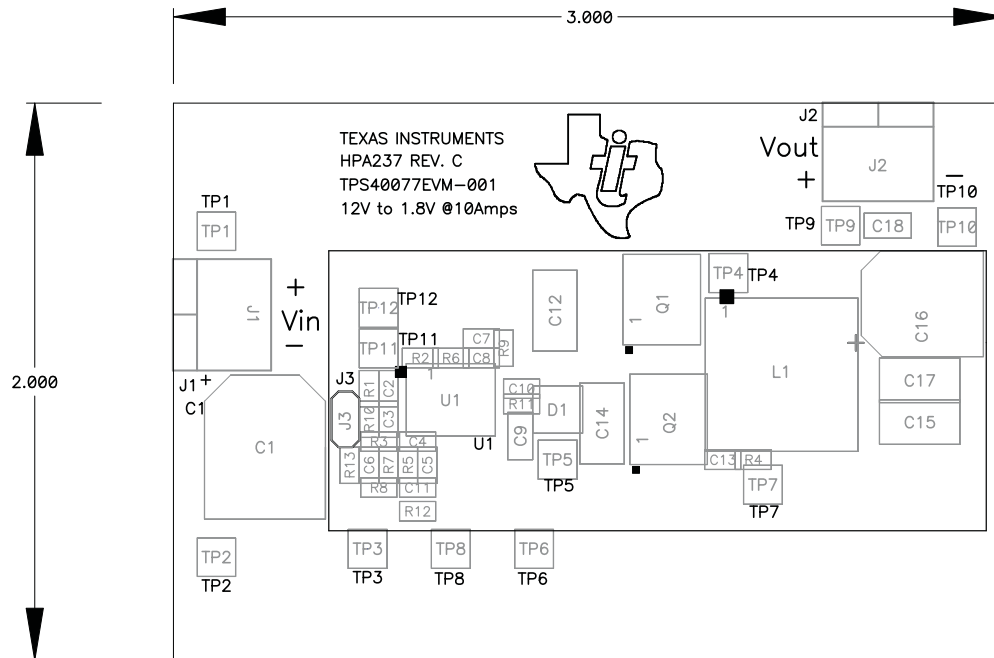 3.000
2.000
TEXAS INSTRUMENTS
HPA237 REV. C
TPS40077EVM-001
12V to 1.8V @10Amps
J2
Vout
+
J2
−
TP10
TP1
TP1
TP9
TP9
C18
TP10
J1
+
Vin
−
J1
+
C1
C1
TP12
TP12
TP11
TP11
C12
Q1
1
TP4
TP4
1
C16
+
C7
R9
R2
R6
C8
1
U1
U1
J3
J3
R1
C2
R10
C3
R3
C4
R13
C6
R7
R5
C5
R8
C11
R12
C10
R11
D1
C9
C14
TP5
TP5
Q2
1
L1
C17
C15
C13
R4
TP7
TP7
TP2
TP2
TP3
TP3
TP8
TP8
TP6
TP6